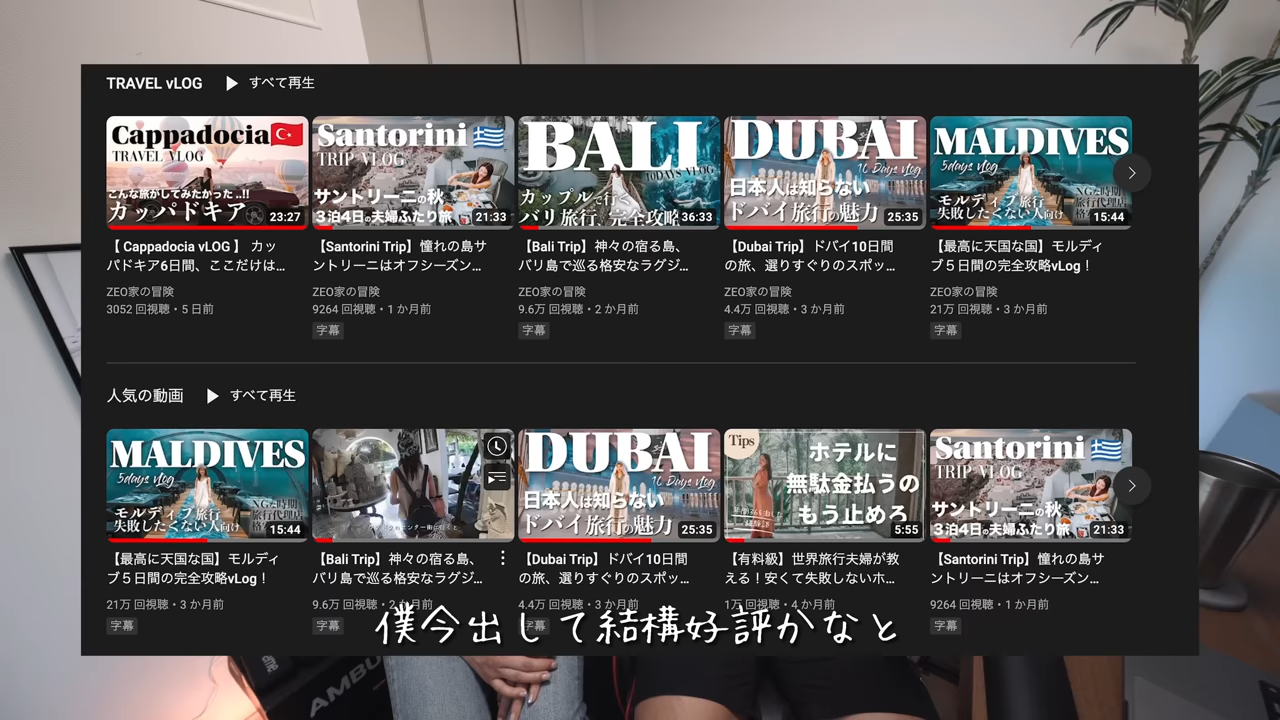 TRAVEL vLOG ▶ すべて再生
Cappadocia
TRAVEL VLOG
こんな旅がしてみたかった..!!
カッパドキア
23:27
Santorini
TRIP VLOG
サントリーニの秋
3泊4日の夫婦ふたり旅
21:33
BALI
10DAYS VLOG
カップルで行く
バリ旅行、完全攻略
36:33
DUBAI
10 Days vlog
日本人は知らない
ドバイ旅行の魅力
25:35
MALDIVES
5days vlog
モルディブ旅行
失敗したくない人向け
NGな時期
旅行代理店
15:44
【 Cappadocia vLOG 】 カッ
パドキア6日間、ここだけは...
ZEO家の冒険
3052 回視聴・5 日前
【Santorini Trip】憧れの島サ
ントリーニはオフシーズン...
ZEO家の冒険
9264 回視聴・1 か月前
字幕
【Bali Trip】神々の宿る島、
バリ島で巡る格安なラグジ...
ZEO家の冒険
9.6万 回視聴・2 か月前
字幕
【Dubai Trip】ドバイ10日間
の旅、選りすぐりのスポッ...
ZEO家の冒険
4.4万 回視聴・3 か月前
字幕
【最高に天国な国】モルディ
ブ５日間の完全攻略vLog！
ZEO家の冒険
21万 回視聴・3 か月前
字幕
人気の動画 ▶ すべて再生
MALDIVES
5days vlog
モルディブ旅行
失敗したくない人向け
NGな時期
旅行代理店
15:44
DUBAI
10 Days vlog
日本人は知らない
ドバイ旅行の魅力
25:35
Tips
ホテルに
無駄金払うの
もう止めろ
5:55
Santorini
TRIP VLOG
サントリーニの秋
3泊4日の夫婦ふたり旅
21:33
【最高に天国な国】モルディ
ブ５日間の完全攻略vLog！
21万 回視聴・3 か月前
字幕
【Bali Trip】神々の宿る島、
バリ島で巡る格安なラグジ...
9.6万 回視聴・2 か月前
字幕
【Dubai Trip】ドバイ10日間
の旅、選りすぐりのスポッ...
4.4万 回視聴・3 か月前
字幕
【有料級】世界旅行夫婦が教
える！安くて失敗しないホ...
1万 回視聴・4 か月前
【Santorini Trip】憧れの島サ
ントリーニはオフシーズン...
9264 回視聴・1 か月前
字幕
僕今出して結構好評かなと
AMBU